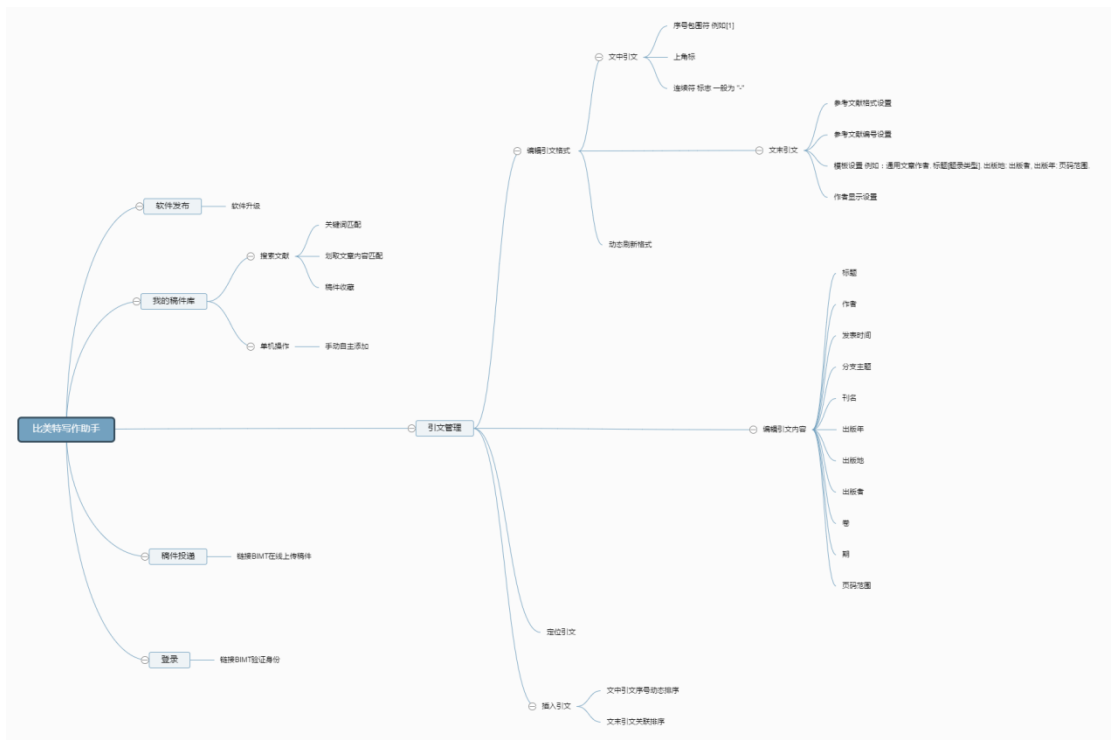 比美特写作助手
软件发布
软件升级
我的稿件库
搜索文献
关键词匹配
划取文章内容匹配
稿件收章
单机操作
手动自主添加
引文管理
编辑引文格式
文中引文
序号包围符 例如[1]
上角标
连续符 标志 一般为 "-"
文末引文
参考文献格式设置
参考文献编号设置
模板设置 例如：通用文章作者. 标题[题录类型]. 出版地: 出版者, 出版年: 页码范围.
作者显示设置
动态刷新格式
编辑引文内容
标题
作者
发表时间
分支主题
刊名
出版年
出版地
出版者
卷
期
页码范围
定位引文
插入引文
文中引文序号动态排序
文末引文关联排序
稿件投递
链接BIMT在线上传稿件
登录
链接BIMT验证身份